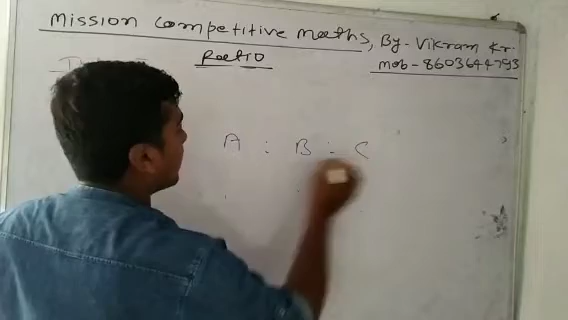 Mission competitive maths, By- Vikram Kr.
Ratio
mob - 8603644793
A : B : C